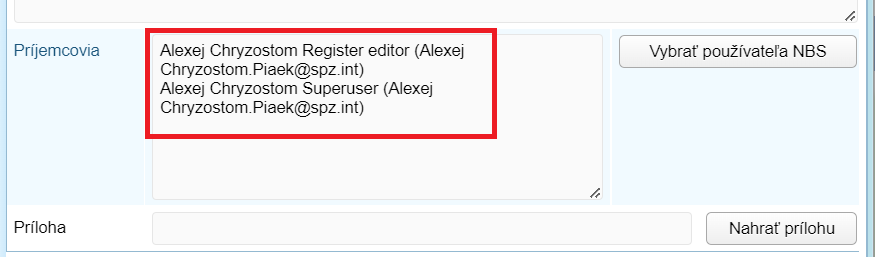 Príjemcovia
Alexej Chryzostom Register editor (Alexej
Chryzostom.Piaek@spz.int)
Alexej Chryzostom Superuser (Alexej
Chryzostom.Piaek@spz.int)
Vybrať používateľa NBS
Príloha
Nahrať prílohu